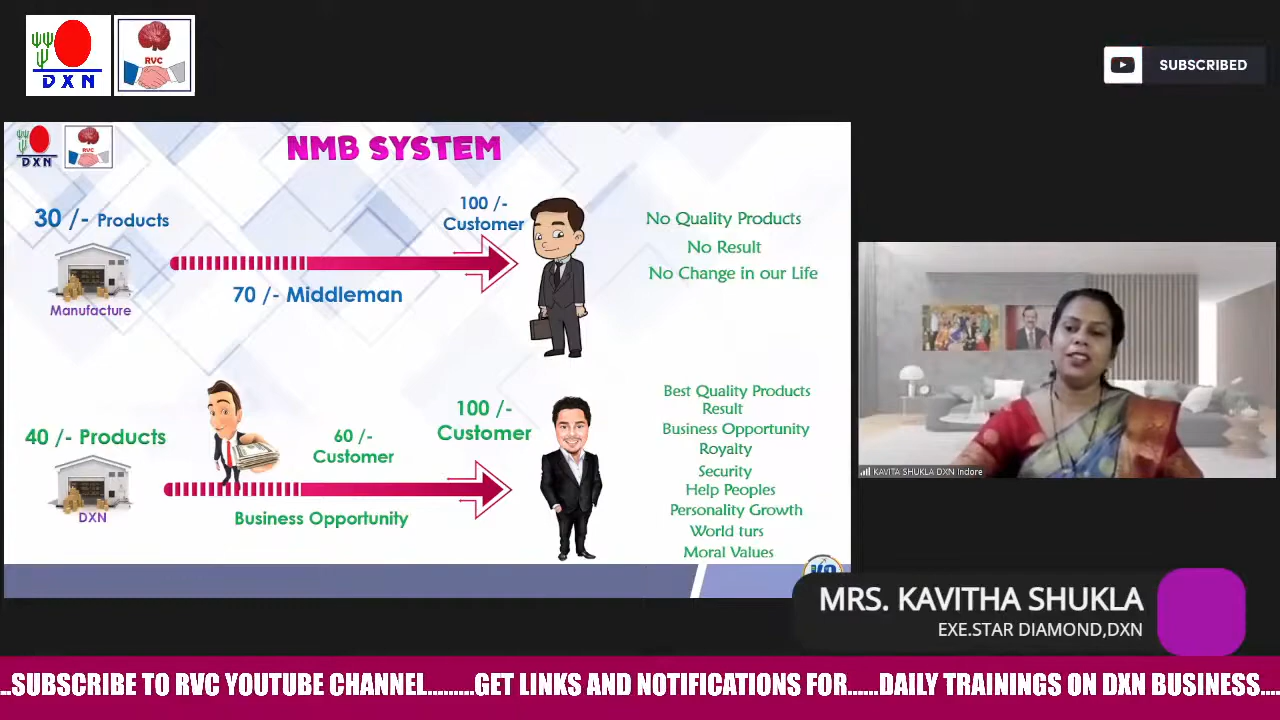 DXN
RVC
SUBSCRIBED
DXN
NMB SYSTEM
30 /- Products
100 /-
Customer
No Quality Products
No Result
No Change in our Life
70 /- Middleman
Manufacture
40 /- Products
60 /-
Customer
100 /-
Customer
Business Opportunity
DXN
Best Quality Products
Result
Business Opportunity
Royalty
Security
Help Peoples
Personality Growth
World turs
Moral Values
KAVITA SHUKLA DXN Indore
MRS. KAVITHA SHUKLA
EXE.STAR DIAMOND,DXN
..SUBSCRIBE TO RVC YOUTUBE CHANNEL.........GET LINKS AND NOTIFICATIONS FOR......DAILY TRAININGS ON DXN BUSINESS....